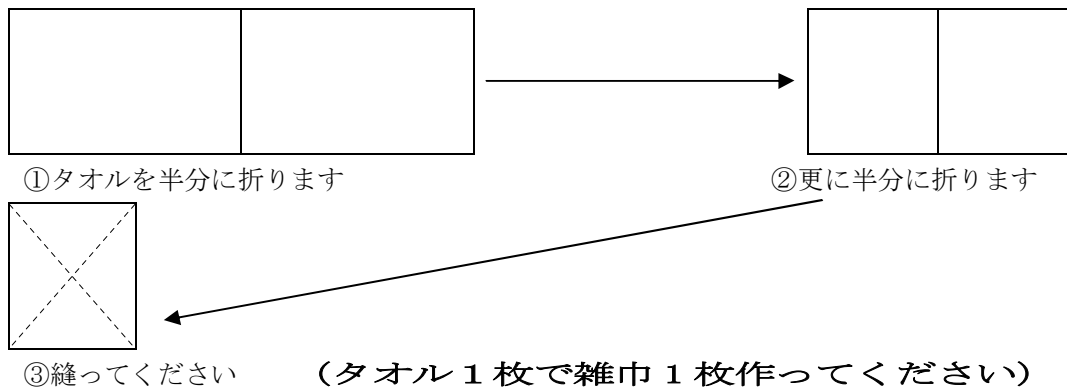 ①タオルを半分に折ります
②更に半分に折ります
③縫ってください
（タオル１枚で雑巾１枚作ってください）